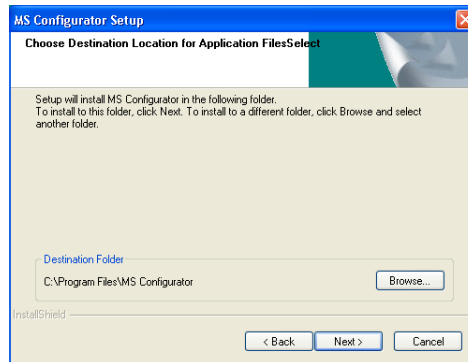 MS Configurator Setup
Choose Destination Location for Application FilesSelect
Setup will install MS Configurator in the following folder.
To install to this folder, click Next. To install to a different folder, click Browse and select
another folder.
Destination Folder
C:\Program Files\MS Configurator
Browse...
InstallShield
< Back
Next >
Cancel